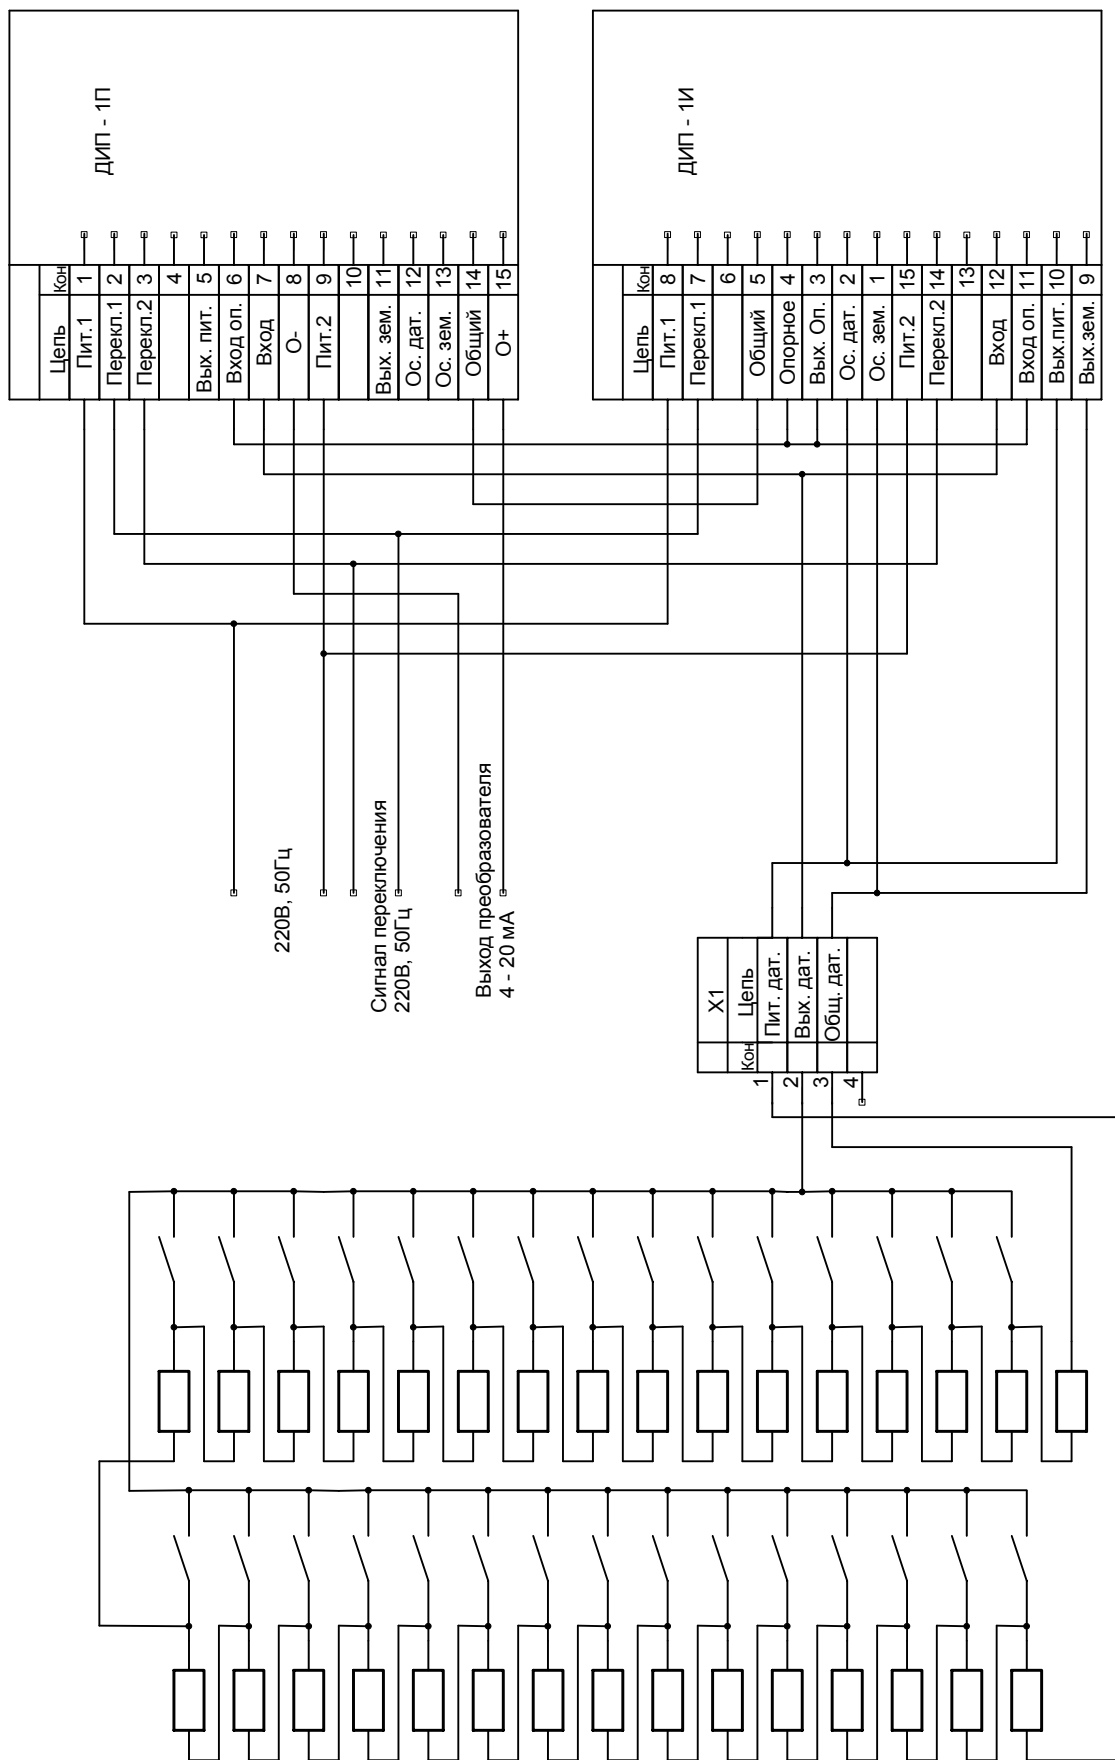 ДИП - 1П
Кон Цепь
1 Пит.1
2 Перекл.1
3 Перекл.2
4
5 Вых. пит.
6 Вход оп.
7 Вход
8 О-
9 Пит.2
10
11 Вых. зем.
12 Ос. дат.
13 Ос. зем.
14 Общий
15 О+
ДИП - 1И
Кон Цепь
8 Пит.1
7 Перекл.1
6
5 Общий
4 Опорное
3 Вых. Оп.
2 Ос. дат.
1 Ос. зем.
15 Пит.2
14 Перекл.2
13
12 Вход
11 Вход оп.
10 Вых.пит.
9 Вых.зем.
220В, 50Гц
Сигнал переключения
220В, 50Гц
Выход преобразователя
4 - 20 мА
X1
Кон Цепь
1 Пит. дат.
2 Вых. дат.
3 Общ. дат.
4